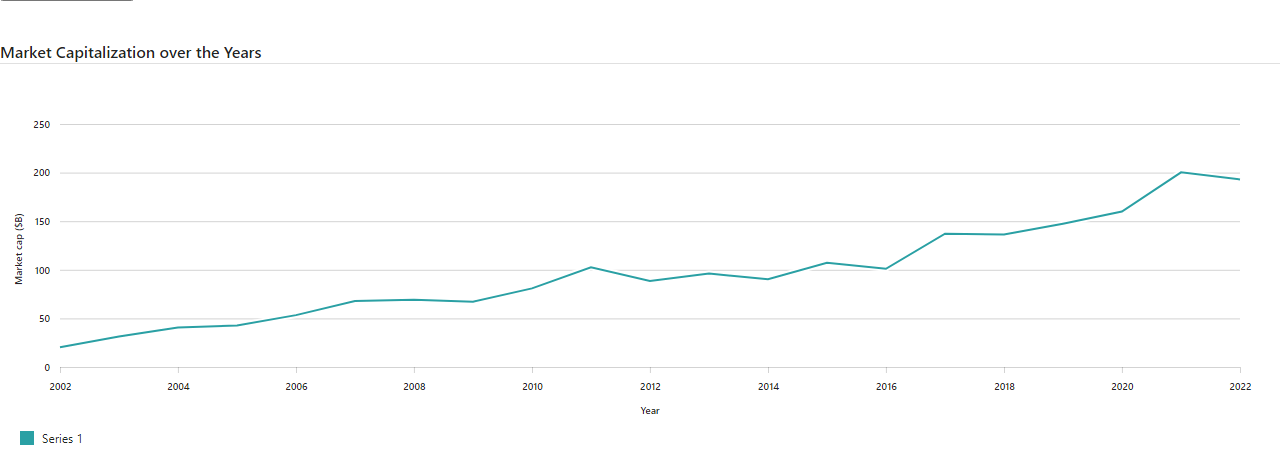 Market Capitalization over the Years
250
200
150
100
50
0
Market cap ($B)
2002 2004 2006 2008 2010 2012 2014 2016 2018 2020 2022
Year
Series 1